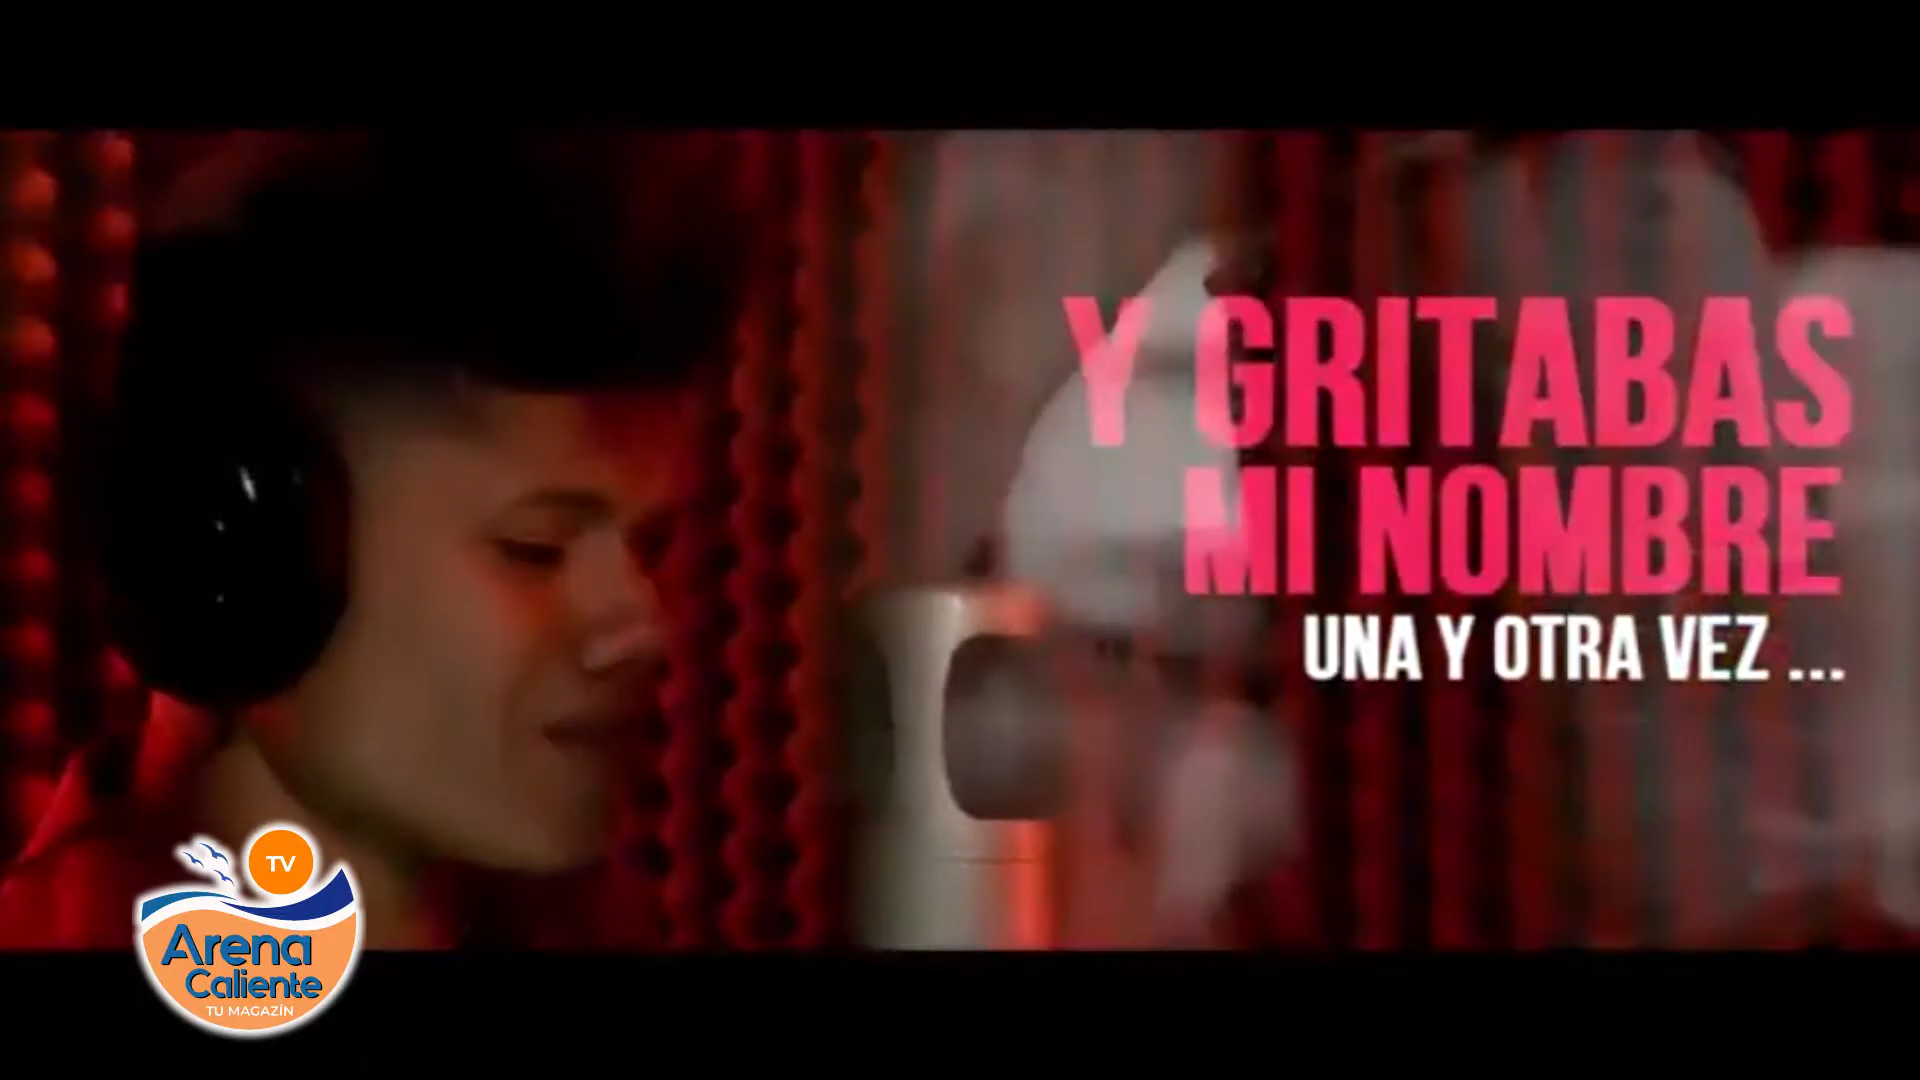 Y GRITABAS
MI NOMBRE
UNA Y OTRA VEZ ...
TV
Arena
Caliente
TU MAGAZÍN